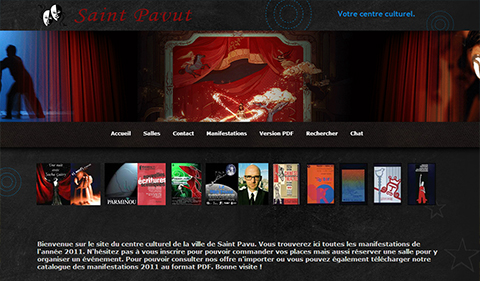 Saint Pavut
Votre centre culturel.
Accueil Salles Contact Manifestations Version PDF Rechercher Chat
PARMINOU
écritures
Bienvenue sur le site du centre culturel de la ville de Saint Pavu. Vous trouverez ici toutes les manifestations de
l'année 2011. N'hésitez pas à vous inscrire pour pouvoir commander vos places mais aussi réserver une salle pour y
organiser un événement. Pour pouvoir consulter nos offre n'importer ou vous pouvez également télécharger notre
catalogue des manifestations 2011 au format PDF. Bonne visite !